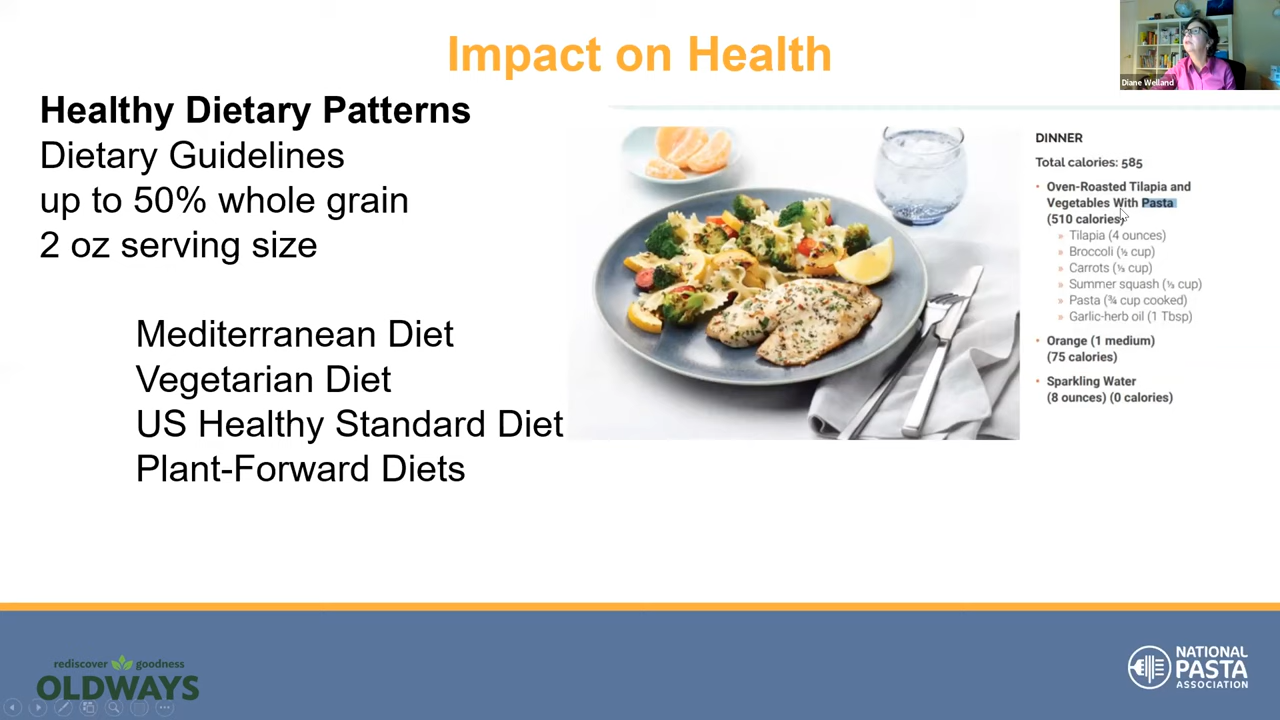 Impact on Health
Diane Welland
Healthy Dietary Patterns
Dietary Guidelines
up to 50% whole grain
2 oz serving size
Mediterranean Diet
Vegetarian Diet
US Healthy Standard Diet
Plant-Forward Diets
DINNER
Total calories: 585
• Oven-Roasted Tilapia and
Vegetables With Pasta
(510 calories)
» Tilapia (4 ounces)
» Broccoli (½ cup)
» Carrots (⅓ cup)
» Summer squash (⅓ cup)
» Pasta (¾ cup cooked)
» Garlic-herb oil (1 Tbsp)
• Orange (1 medium)
(75 calories)
• Sparkling Water
(8 ounces) (0 calories)
rediscover goodness
OLDWAYS
NATIONAL
PASTA
ASSOCIATION